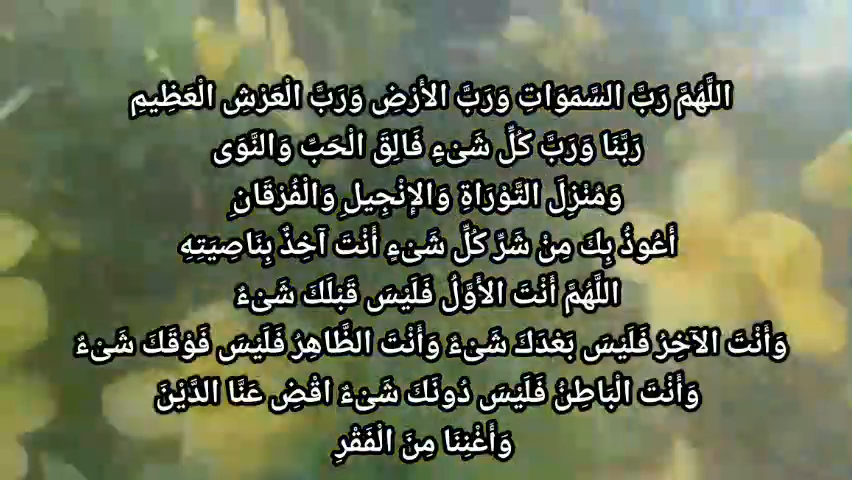 اللَّهُمَّ رَبَّ السَّمَوَاتِ وَرَبَّ الأَرْضِ وَرَبَّ الْعَرْشِ الْعَظِيمِ
رَبَّنَا وَرَبَّ كُلِّ شَىْءٍ فَالِقَ الْحَبِّ وَالنَّوَى
وَمُنْزِلَ التَّوْرَاةِ وَالإِنْجِيلِ وَالْفُرْقَانِ
أَعُوذُ بِكَ مِنْ شَرِّ كُلِّ شَىْءٍ أَنْتَ آخِذٌ بِنَاصِيَتِهِ
اللَّهُمَّ أَنْتَ الأَوَّلُ فَلَيْسَ قَبْلَكَ شَىْءٌ
وَأَنْتَ الآخِرُ فَلَيْسَ بَعْدَكَ شَىْءٌ وَأَنْتَ الظَّاهِرُ فَلَيْسَ فَوْقَكَ شَىْءٌ
وَأَنْتَ الْبَاطِنُ فَلَيْسَ دُونَكَ شَىْءٌ اقْضِ عَنَّا الدَّيْنَ
وَأَغْنِنَا مِنَ الْفَقْرِ